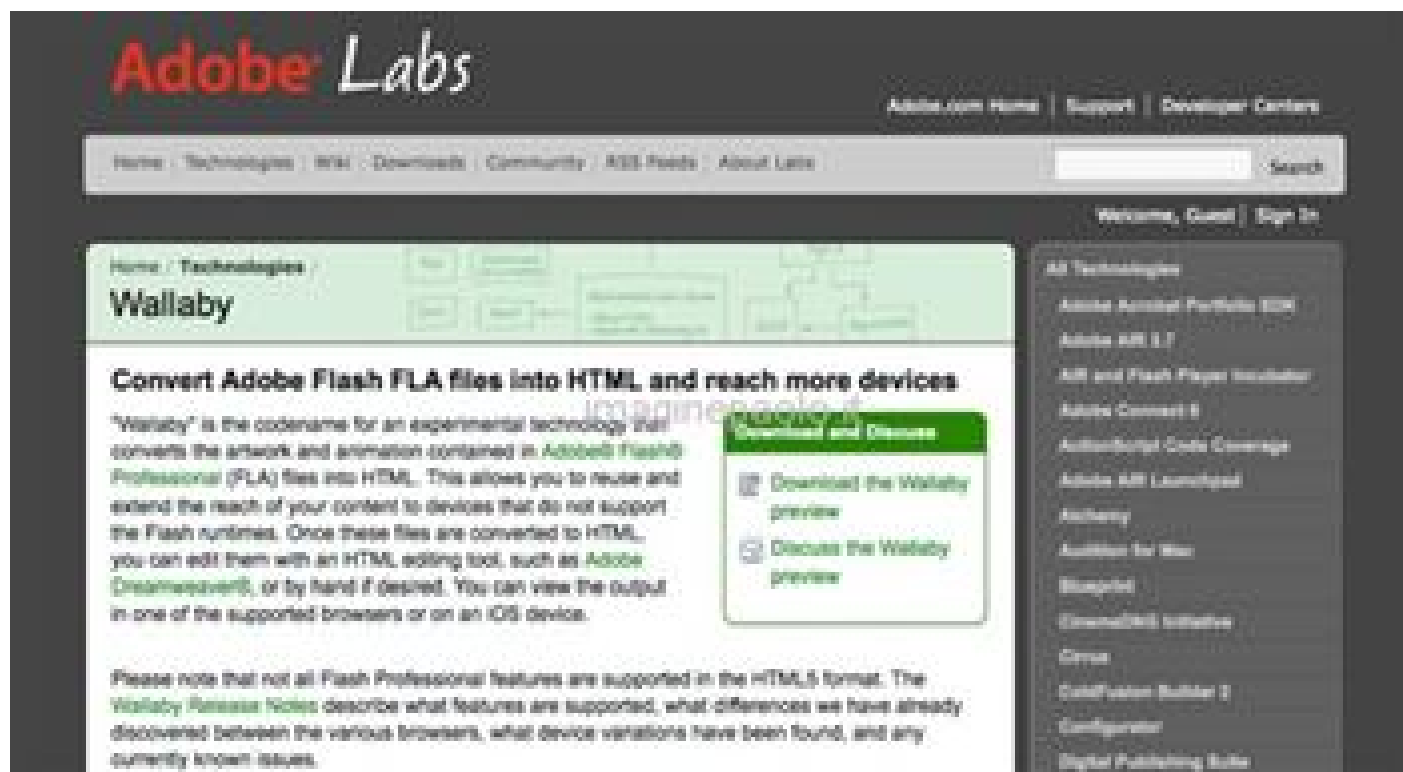 Adobe Labs
Adobe.com Home | Support | Developer Centers
Home Technologies Wiki Downloads Community RSS Feeds About Labs
Search
Welcome, Guest | Sign In
Home / Technologies /
Wallaby
Convert Adobe Flash FLA files into HTML and reach more devices
imaginepaolo.it
"Wallaby" is the codename for an experimental technology that
converts the artwork and animation contained in Adobe® Flash®
Professional (FLA) files into HTML. This allows you to reuse and
extend the reach of your content to devices that do not support
the Flash runtimes. Once these files are converted to HTML,
you can edit them with an HTML editing tool, such as Adobe
Dreamweaver®, or by hand if desired. You can view the output
in one of the supported browsers or on an iOS device.
Download and Discuss
Download the Wallaby
preview
Discuss the Wallaby
preview
Please note that not all Flash Professional features are supported in the HTML5 format. The
Wallaby Release Notes describe what features are supported, what differences we have already
discovered between the various browsers, what device variations have been found, and any
currently known issues.
All Technologies
Adobe Acrobat Portfolio SDK
Adobe AIR 2.7
AIR and Flash Player Incubator
Adobe Connect 8
ActionScript Code Coverage
Adobe AIR Launchpad
Alchemy
Audition for Mac
Blueprint
CinemaDNG Initiative
Cirrus
ColdFusion Builder 2
Configurator
Digital Publishing Suite